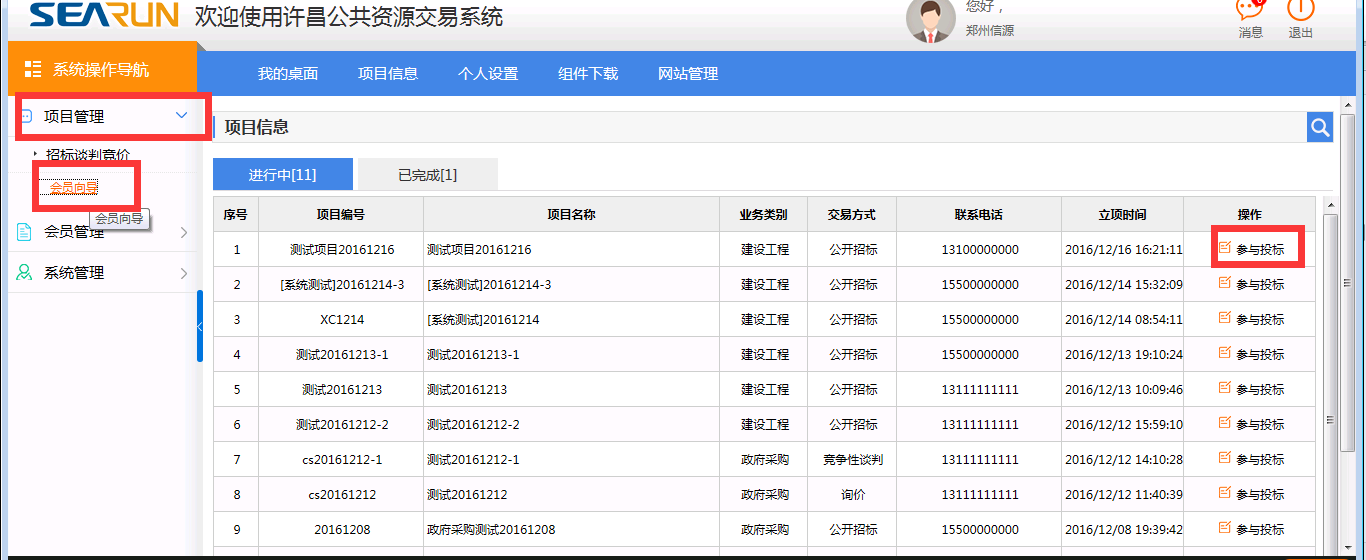 SEARUN 欢迎使用许昌公共资源交易系统
您好，
郑州信源
消息 退出
系统操作导航
我的桌面 项目信息 个人设置 组件下载 网站管理
项目管理
招标谈判竞价
会员向导
会员向导
会员管理
系统管理
项目信息
进行中[11] 已完成[1]
序号 项目编号 项目名称 业务类别 交易方式 联系电话 立项时间 操作
1 测试项目20161216 测试项目20161216 建设工程 公开招标 13100000000 2016/12/16 16:21:11 参与投标
2 [系统测试]20161214-3 [系统测试]20161214-3 建设工程 公开招标 15500000000 2016/12/14 15:32:09 参与投标
3 XC1214 [系统测试]20161214 建设工程 公开招标 15500000000 2016/12/14 08:54:11 参与投标
4 测试20161213-1 测试20161213-1 建设工程 公开招标 15500000000 2016/12/13 19:10:24 参与投标
5 测试20161213 测试20161213 建设工程 公开招标 13111111111 2016/12/13 10:09:46 参与投标
6 测试20161212-2 测试20161212-2 建设工程 公开招标 13111111111 2016/12/12 15:59:10 参与投标
7 cs20161212-1 测试20161212-1 政府采购 竞争性谈判 13111111111 2016/12/12 14:10:28 参与投标
8 cs20161212 测试20161212 政府采购 询价 13111111111 2016/12/12 11:40:39 参与投标
9 20161208 政府采购测试20161208 政府采购 公开招标 15500000000 2016/12/08 19:39:42 参与投标